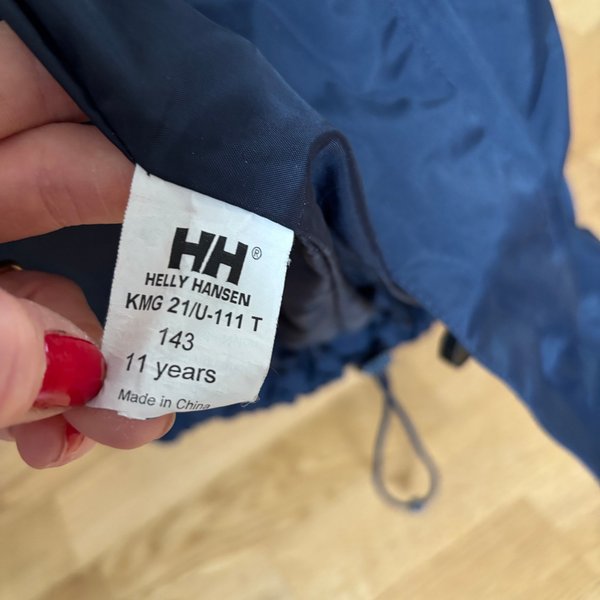 HH®
HELLY HANSEN
KMG 21/U-111 T
143
11 years
Made in China